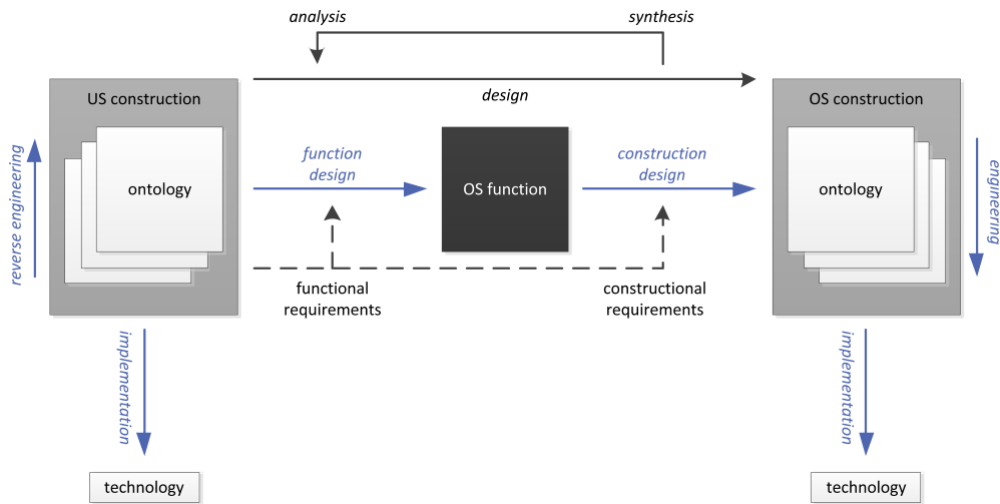 analysis
synthesis
US construction
design
OS construction
reverse engineering
ontology
function
design
OS function
construction
design
ontology
engineering
functional
requirements
constructional
requirements
implementation
implementation
technology
technology